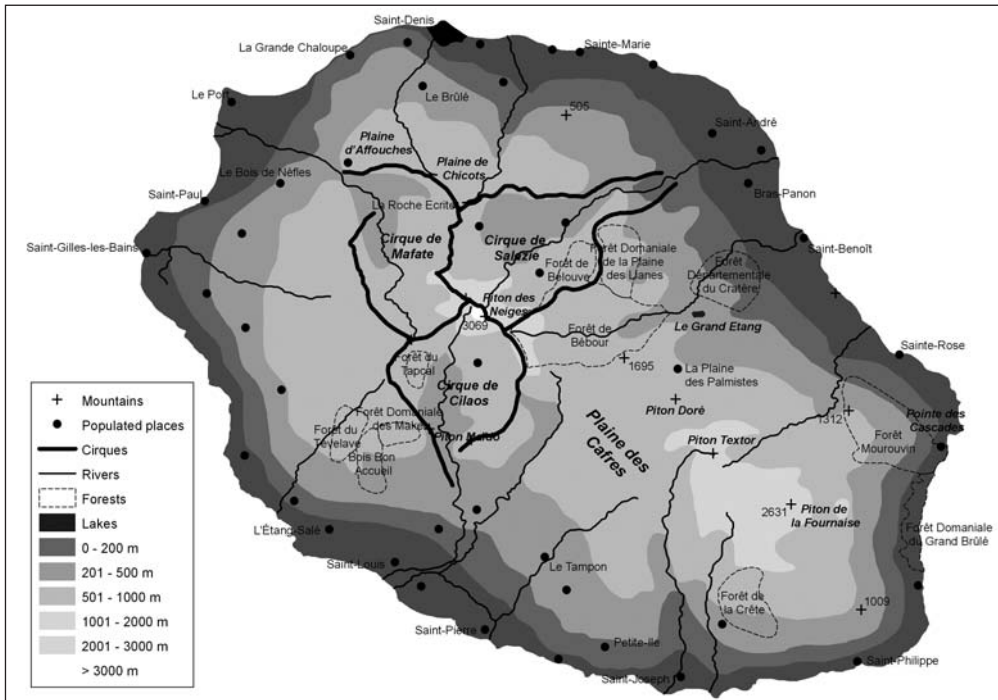 Saint-Denis
La Grande Chaloupe
Sainte-Marie
Le Port
Le Brûlé
505
Saint-André
Plaine
d'Affouches
Plaine de
Chicots
Le Bois de Nèfles
Saint-Paul
Bras-Panon
La Roche Ecrite
Cirque de
Mafate
Cirque de
Salazie
Saint-Gilles-les-Bains
Forêt de
Bélouve
Forêt Domaniale
de la Plaine
des Lianes
Saint-Benoît
Forêt
Départementale
du Cratère
Piton des
Neiges
3069
Forêt de
Bébour
Le Grand Etang
Sainte-Rose
Forêt du
Tapcal
1695
La Plaine
des Palmistes
Cirque de
Cilaos
Piton Dorè
Forêt Domaniale
des Makes
Piton Maïdo
Forêt du
Tévelave
Bois Bon
Accueil
Plaine des
Cafres
Piton Textor
1312
Pointe des
Cascades
Forêt
Mourouvin
2631
Piton de
la Fournaise
L'Étang-Salé
Forêt Domaniale
du Grand Brûlé
Saint-Louis
Le Tampon
Forêt de
la Crête
1009
Saint-Pierre
Petite-Ile
Saint-Joseph
Saint-Philippe
Mountains
Populated places
Cirques
Rivers
Forests
Lakes
0 - 200 m
201 - 500 m
501 - 1000 m
1001 - 2000 m
2001 - 3000 m
> 3000 m